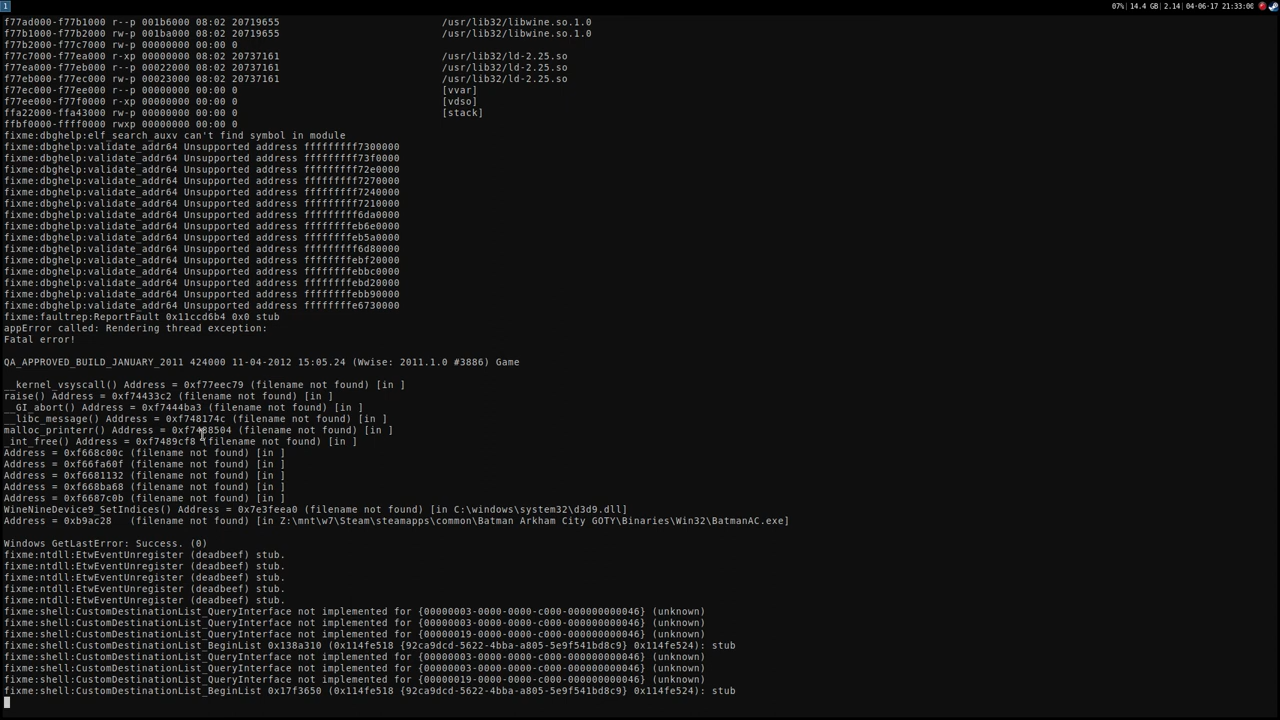 1
07% | 14.4 GB | 2.14 | 04-06-17 | 21:33:00
f77ad000-f77b1000 r--p 001b6000 08:02 20719655 /usr/lib32/libwine.so.1.0
f77b1000-f77b2000 rw-p 001ba000 08:02 20719655 /usr/lib32/libwine.so.1.0
f77b2000-f77c7000 rw-p 00000000 00:00 0
f77c7000-f77ea000 r-xp 00000000 08:02 20737161 /usr/lib32/ld-2.25.so
f77ea000-f77eb000 r--p 00022000 08:02 20737161 /usr/lib32/ld-2.25.so
f77eb000-f77ec000 rw-p 00023000 08:02 20737161 /usr/lib32/ld-2.25.so
f77ec000-f77ee000 r--p 00000000 00:00 0 [vvar]
f77ee000-f77f0000 r-xp 00000000 00:00 0 [vdso]
ffa22000-ffa43000 rw-p 00000000 00:00 0 [stack]
ffbf0000-ffff0000 rwxp 00000000 00:00 0
fixme:dbghelp:elf_search_auxv can't find symbol in module
fixme:dbghelp:validate_addr64 Unsupported address fffffffff7300000
fixme:dbghelp:validate_addr64 Unsupported address fffffffff73f0000
fixme:dbghelp:validate_addr64 Unsupported address fffffffff72e0000
fixme:dbghelp:validate_addr64 Unsupported address fffffffff7270000
fixme:dbghelp:validate_addr64 Unsupported address fffffffff7240000
fixme:dbghelp:validate_addr64 Unsupported address fffffffff7210000
fixme:dbghelp:validate_addr64 Unsupported address fffffffff6da0000
fixme:dbghelp:validate_addr64 Unsupported address ffffffffeb6e0000
fixme:dbghelp:validate_addr64 Unsupported address ffffffffeb5a0000
fixme:dbghelp:validate_addr64 Unsupported address fffffffff6d80000
fixme:dbghelp:validate_addr64 Unsupported address ffffffffebf20000
fixme:dbghelp:validate_addr64 Unsupported address ffffffffebbc0000
fixme:dbghelp:validate_addr64 Unsupported address ffffffffebd20000
fixme:dbghelp:validate_addr64 Unsupported address ffffffffebb90000
fixme:dbghelp:validate_addr64 Unsupported address ffffffffe6730000
fixme:faultrep:ReportFault 0x11ccd6b4 0x0 stub
appError called: Rendering thread exception:
Fatal error!
QA_APPROVED_BUILD_JANUARY_2011 424000 11-04-2012 15:05.24 (Wwise: 2011.1.0 #3886) Game
__kernel_vsyscall() Address = 0xf77eec79 (filename not found) [in ]
raise() Address = 0xf74433c2 (filename not found) [in ]
__GI_abort() Address = 0xf7444ba3 (filename not found) [in ]
__libc_message() Address = 0xf748174c (filename not found) [in ]
malloc_printerr() Address = 0xf7488504 (filename not found) [in ]
_int_free() Address = 0xf7489cf8 (filename not found) [in ]
Address = 0xf668c00c (filename not found) [in ]
Address = 0xf66fa60f (filename not found) [in ]
Address = 0xf6681132 (filename not found) [in ]
Address = 0xf668ba68 (filename not found) [in ]
Address = 0xf6687c0b (filename not found) [in ]
WineNineDevice9_SetIndices() Address = 0x7e3feea0 (filename not found) [in C:\windows\system32\d3d9.dll]
Address = 0xb9ac28 (filename not found) [in Z:\mnt\w7\Steam\steamapps\common\Batman Arkham City GOTY\Binaries\Win32\BatmanAC.exe]
Windows GetLastError: Success. (0)
fixme:ntdll:EtwEventUnregister (deadbeef) stub.
fixme:ntdll:EtwEventUnregister (deadbeef) stub.
fixme:ntdll:EtwEventUnregister (deadbeef) stub.
fixme:ntdll:EtwEventUnregister (deadbeef) stub.
fixme:ntdll:EtwEventUnregister (deadbeef) stub.
fixme:shell:CustomDestinationList_QueryInterface not implemented for {00000003-0000-0000-c000-000000000046} (unknown)
fixme:shell:CustomDestinationList_QueryInterface not implemented for {00000003-0000-0000-c000-000000000046} (unknown)
fixme:shell:CustomDestinationList_QueryInterface not implemented for {00000019-0000-0000-c000-000000000046} (unknown)
fixme:shell:CustomDestinationList_BeginList 0x138a310 (0x114fe518 {92ca9dcd-5622-4bba-a805-5e9f541bd8c9} 0x114fe524): stub
fixme:shell:CustomDestinationList_QueryInterface not implemented for {00000003-0000-0000-c000-000000000046} (unknown)
fixme:shell:CustomDestinationList_QueryInterface not implemented for {00000003-0000-0000-c000-000000000046} (unknown)
fixme:shell:CustomDestinationList_QueryInterface not implemented for {00000019-0000-0000-c000-000000000046} (unknown)
fixme:shell:CustomDestinationList_BeginList 0x17f3650 (0x114fe518 {92ca9dcd-5622-4bba-a805-5e9f541bd8c9} 0x114fe524): stub